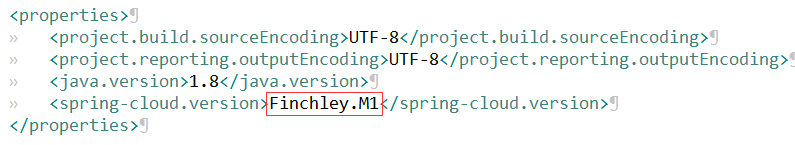 <properties>¶
» <project.build.sourceEncoding>UTF-8</project.build.sourceEncoding>¶
» <project.reporting.outputEncoding>UTF-8</project.reporting.outputEncoding>¶
» <java.version>1.8</java.version>¶
» <spring-cloud.version>Finchley.M1</spring-cloud.version>¶
</properties>¶